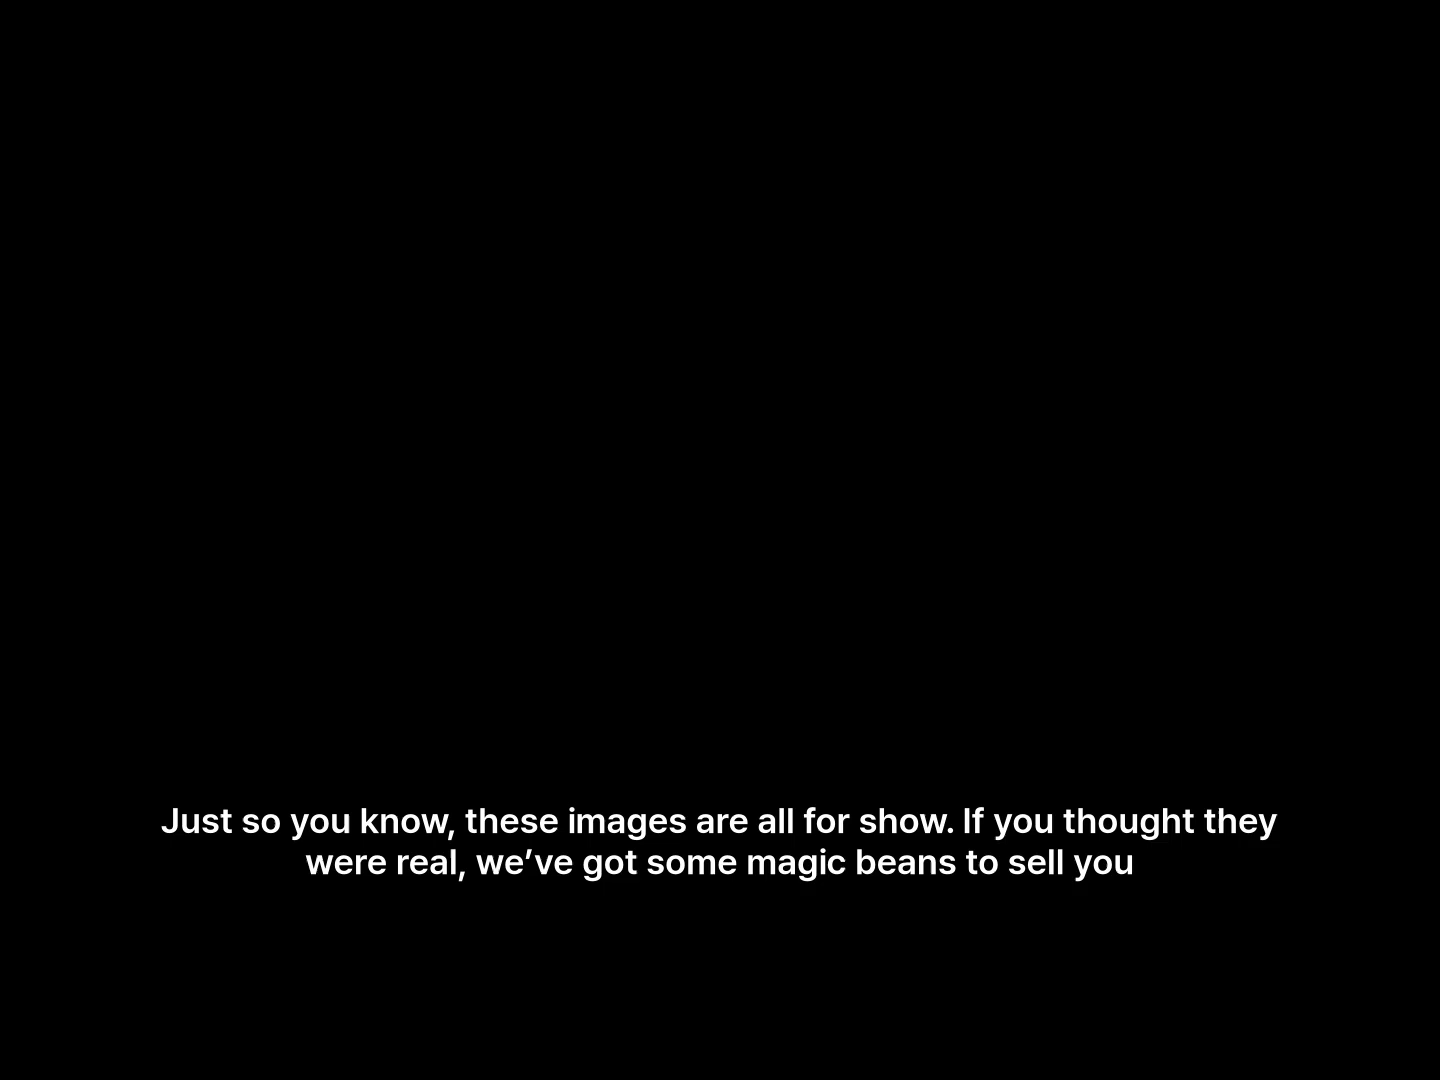 Just so you know, these images are all for show. If you thought they
were real, we’ve got some magic beans to sell you